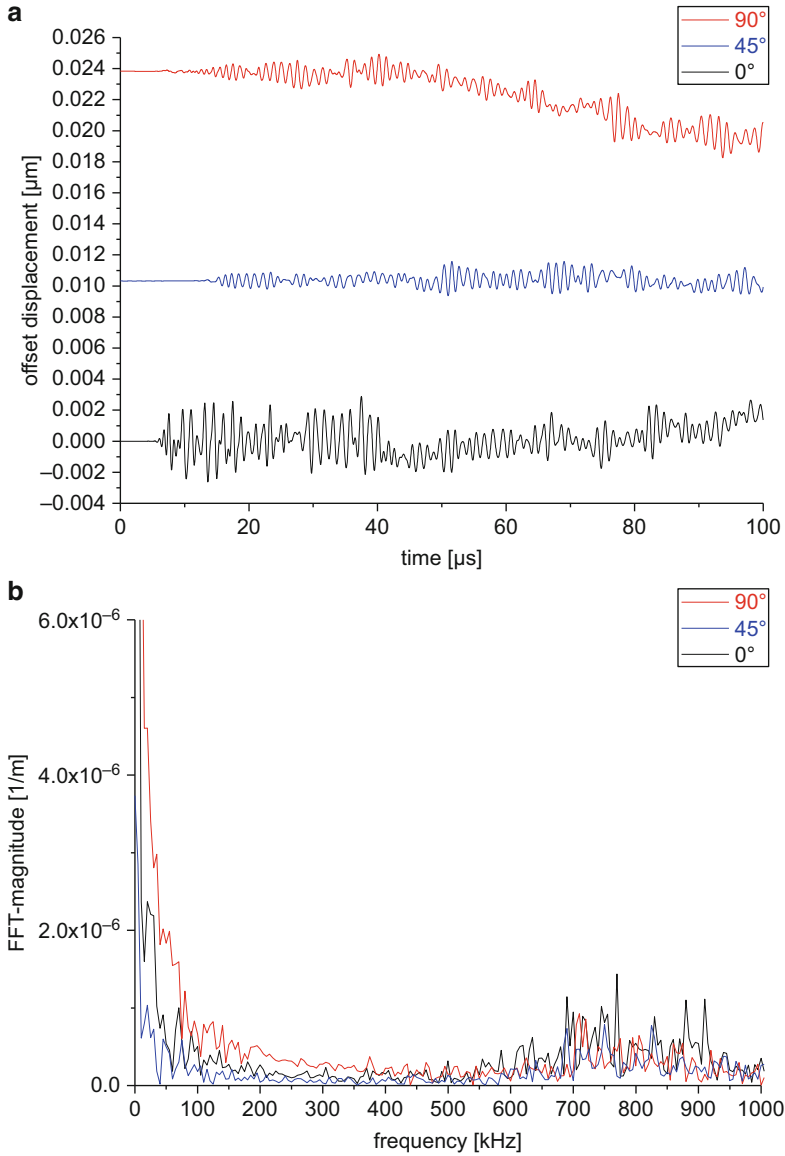 a
90°
45°
0°
0.026
0.024
0.022
0.020
0.018
0.016
0.014
0.012
0.010
0.008
0.006
0.004
0.002
0.000
–0.002
–0.004
offset displacement [µm]
0 20 40 60 80 100
time [µs]
b
90°
45°
0°
6.0x10⁻⁶
4.0x10⁻⁶
2.0x10⁻⁶
0.0
FFT-magnitude [1/m]
0 100 200 300 400 500 600 700 800 900 1000
frequency [kHz]